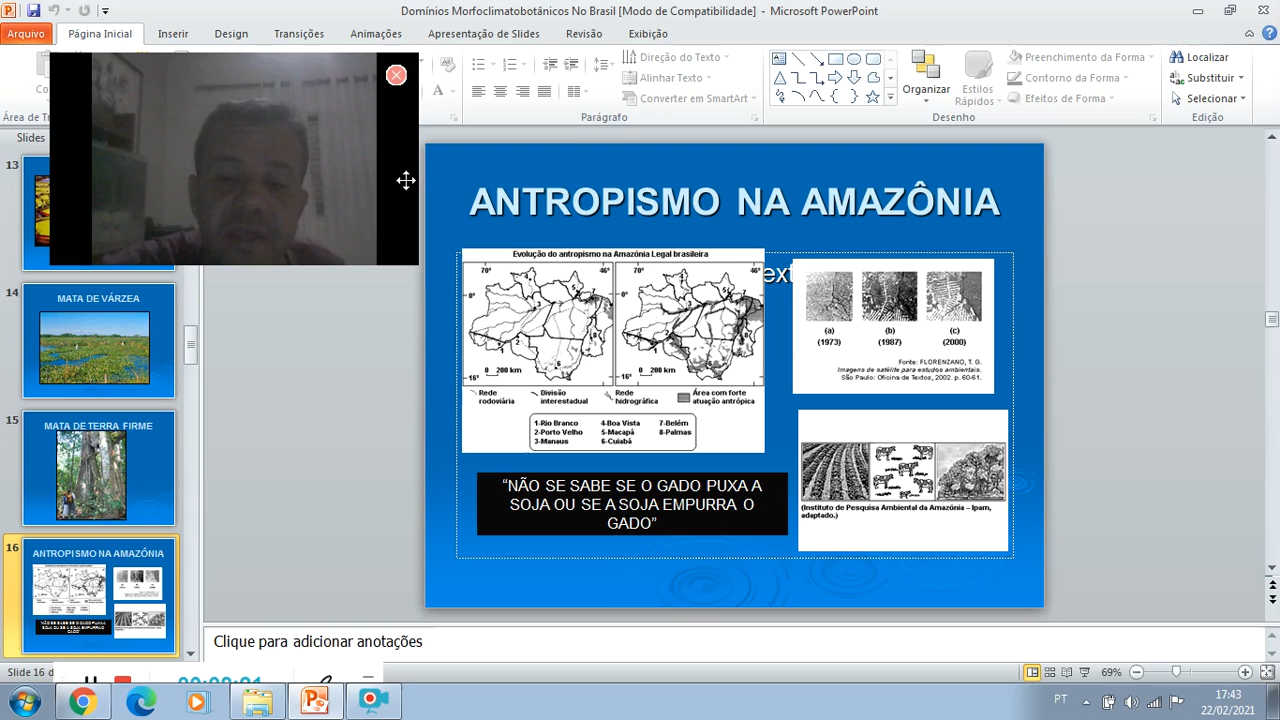 Domínios Morfoclimatobotânicos No Brasil [Modo de Compatibilidade] - Microsoft PowerPoint
Arquivo Página Inicial Inserir Design Transições Animações Apresentação de Slides Revisão Exibição
Direção do Texto
Alinhar Texto
Converter em SmartArt
Organizar
Estilos
Rápidos
Preenchimento da Forma
Contorno da Forma
Efeitos de Forma
Localizar
Substituir
Selecionar
Parágrafo
Desenho
Edição
Slides
13
14
MATA DE VÁRZEA
15
MATA DE TERRA FIRME
16
ANTROPISMO NA AMAZÔNIA
ANTROPISMO NA AMAZÔNIA
Evolução do antropismo na Amazônia Legal brasileira
70° 46° 70° 46°
0° 0°
16° 0 200 km 16° 0 200 km
Rede
rodoviária
Divisão
interestadual
Rede
hidrográfica
Área com forte
atuação antrópica
1-Rio Branco 4-Boa Vista 7-Belém
2-Porto Velho 5-Macapá 8-Palmas
3-Manaus 6-Cuiabá
(a) (b) (c)
(1973) (1987) (2000)
Fonte: FLORENZANO, T. G.
Imagens de satélite para estudos ambientais.
São Paulo: Oficina de Textos, 2002. p. 60-61.
"NÃO SE SABE SE O GADO PUXA A
SOJA OU SE A SOJA EMPURRA O
GADO"
(Instituto de Pesquisa Ambiental da Amazônia – Ipam,
adaptado.)
Clique para adicionar anotações
Slide 16 d
69%
PT
17:43
22/02/2021